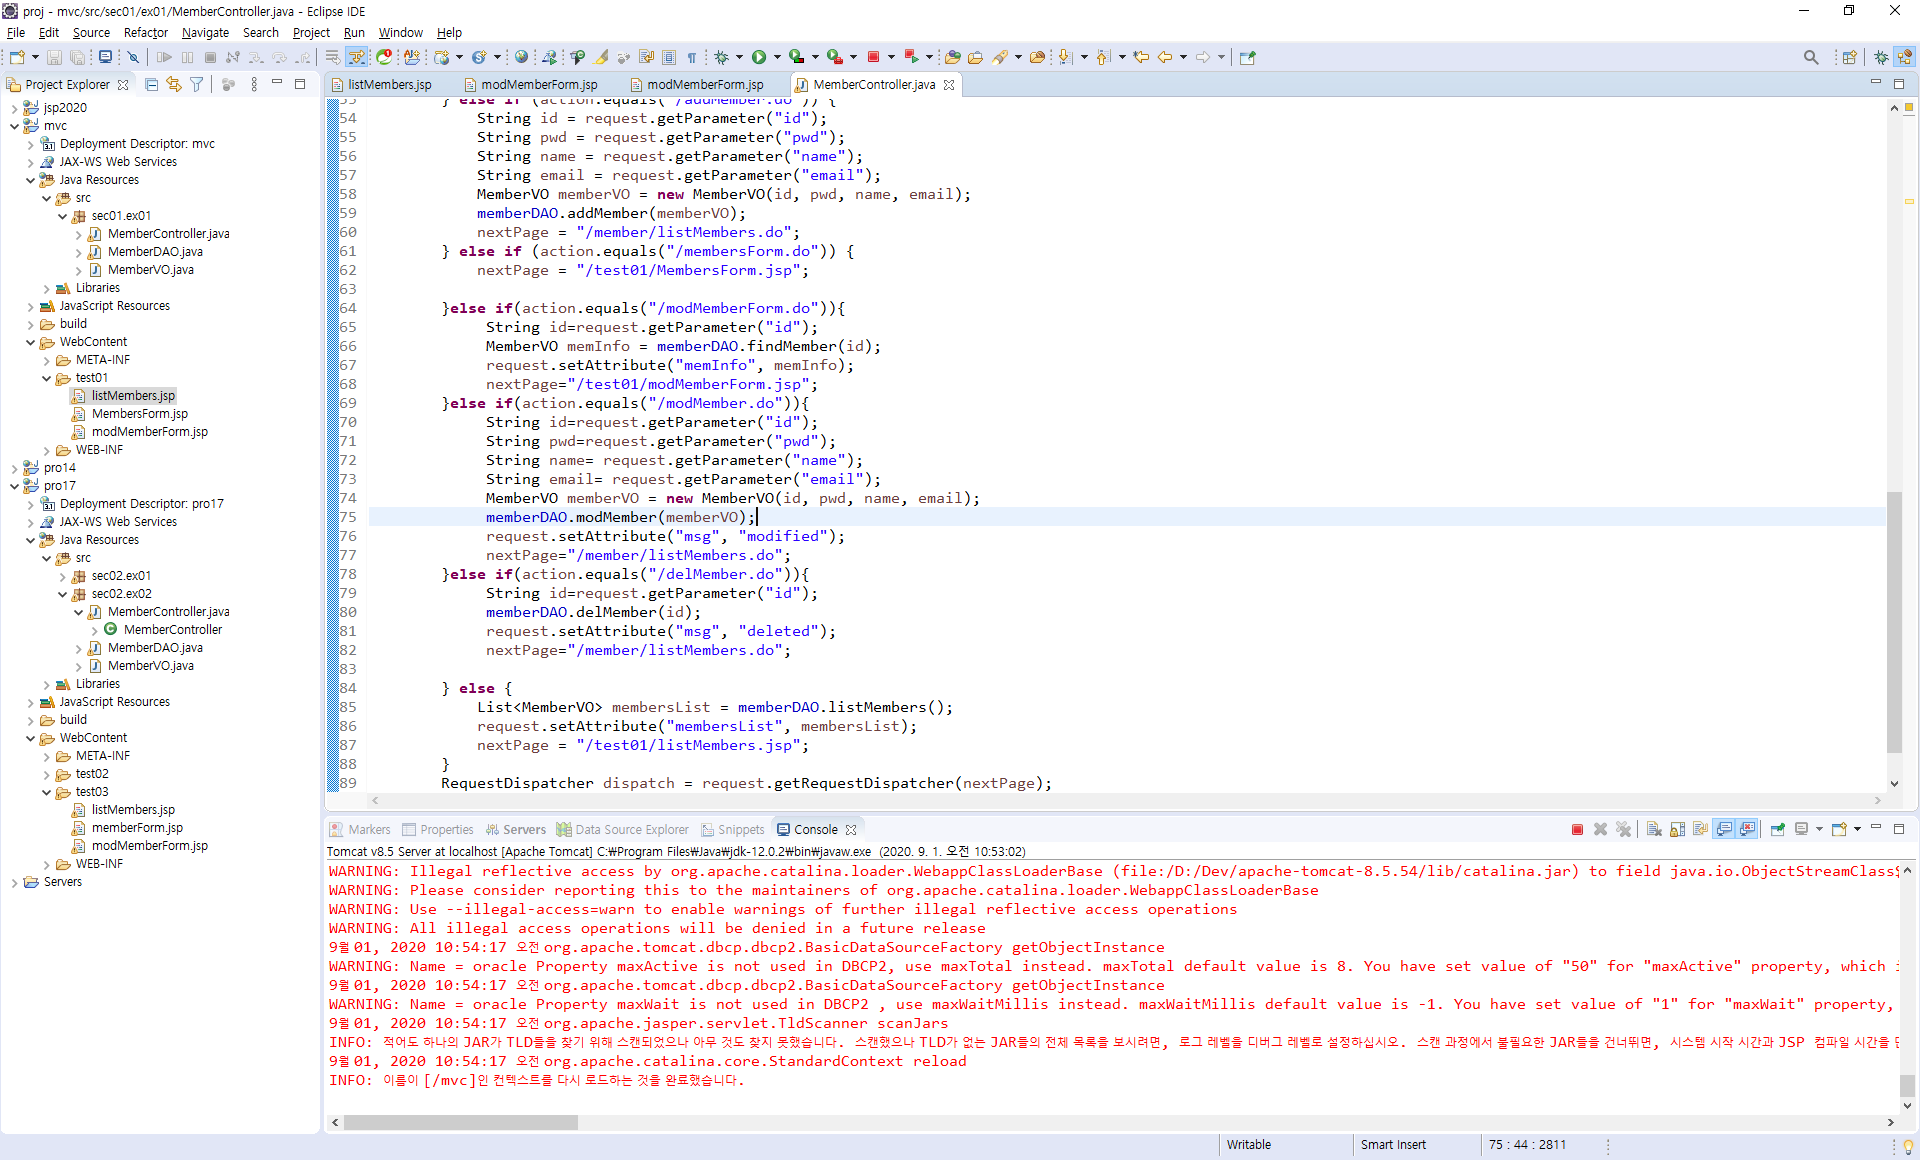 proj - mvc/src/sec01/ex01/MemberController.java - Eclipse IDE
File Edit Source Refactor Navigate Search Project Run Window Help
Project Explorer
jsp2020
mvc
Deployment Descriptor: mvc
JAX-WS Web Services
Java Resources
src
sec01.ex01
MemberController.java
MemberDAO.java
MemberVO.java
Libraries
JavaScript Resources
build
WebContent
META-INF
test01
listMembers.jsp
MembersForm.jsp
modMemberForm.jsp
WEB-INF
pro14
pro17
Deployment Descriptor: pro17
JAX-WS Web Services
Java Resources
src
sec02.ex01
sec02.ex02
MemberController.java
MemberController
MemberDAO.java
MemberVO.java
Libraries
JavaScript Resources
build
WebContent
META-INF
test02
test03
listMembers.jsp
memberForm.jsp
modMemberForm.jsp
WEB-INF
Servers
listMembers.jsp modMemberForm.jsp modMemberForm.jsp MemberController.java
53 } else if (action.equals("/addMember.do")) {
54 String id = request.getParameter("id");
55 String pwd = request.getParameter("pwd");
56 String name = request.getParameter("name");
57 String email = request.getParameter("email");
58 MemberVO memberVO = new MemberVO(id, pwd, name, email);
59 memberDAO.addMember(memberVO);
60 nextPage = "/member/listMembers.do";
61 } else if (action.equals("/membersForm.do")) {
62 nextPage = "/test01/MembersForm.jsp";
63
64 }else if(action.equals("/modMemberForm.do")){
65 String id=request.getParameter("id");
66 MemberVO memInfo = memberDAO.findMember(id);
67 request.setAttribute("memInfo", memInfo);
68 nextPage="/test01/modMemberForm.jsp";
69 }else if(action.equals("/modMember.do")){
70 String id=request.getParameter("id");
71 String pwd=request.getParameter("pwd");
72 String name= request.getParameter("name");
73 String email= request.getParameter("email");
74 MemberVO memberVO = new MemberVO(id, pwd, name, email);
75 memberDAO.modMember(memberVO);
76 request.setAttribute("msg", "modified");
77 nextPage="/member/listMembers.do";
78 }else if(action.equals("/delMember.do")){
79 String id=request.getParameter("id");
80 memberDAO.delMember(id);
81 request.setAttribute("msg", "deleted");
82 nextPage="/member/listMembers.do";
83
84 } else {
85 List<MemberVO> membersList = memberDAO.listMembers();
86 request.setAttribute("membersList", membersList);
87 nextPage = "/test01/listMembers.jsp";
88 }
89 RequestDispatcher dispatch = request.getRequestDispatcher(nextPage);
Markers Properties Servers Data Source Explorer Snippets Console
Tomcat v8.5 Server at localhost [Apache Tomcat] C:₩Program Files₩Java₩jdk-12.0.2₩bin₩javaw.exe (2020. 9. 1. 오전 10:53:02)
WARNING: Illegal reflective access by org.apache.catalina.loader.WebappClassLoaderBase (file:/D:/Dev/apache-tomcat-8.5.54/lib/catalina.jar) to field java.io.ObjectStreamClass$
WARNING: Please consider reporting this to the maintainers of org.apache.catalina.loader.WebappClassLoaderBase
WARNING: Use --illegal-access=warn to enable warnings of further illegal reflective access operations
WARNING: All illegal access operations will be denied in a future release
9월 01, 2020 10:54:17 오전 org.apache.tomcat.dbcp.dbcp2.BasicDataSourceFactory getObjectInstance
WARNING: Name = oracle Property maxActive is not used in DBCP2, use maxTotal instead. maxTotal default value is 8. You have set value of "50" for "maxActive" property, which i
9월 01, 2020 10:54:17 오전 org.apache.tomcat.dbcp.dbcp2.BasicDataSourceFactory getObjectInstance
WARNING: Name = oracle Property maxWait is not used in DBCP2 , use maxWaitMillis instead. maxWaitMillis default value is -1. You have set value of "1" for "maxWait" property,
9월 01, 2020 10:54:17 오전 org.apache.jasper.servlet.TldScanner scanJars
INFO: 적어도 하나의 JAR가 TLD들을 찾기 위해 스캔되었으나 아무 것도 찾지 못했습니다. 스캔했으나 TLD가 없는 JAR들의 전체 목록을 보시려면, 로그 레벨을 디버그 레벨로 설정하십시오. 스캔 과정에서 불필요한 JAR들을 건너뛰면, 시스템 시작 시간과 JSP 컴파일 시간을 단
9월 01, 2020 10:54:17 오전 org.apache.catalina.core.StandardContext reload
INFO: 이름이 [/mvc]인 컨텍스트를 다시 로드하는 것을 완료했습니다.
Writable Smart Insert 75 : 44 : 2811